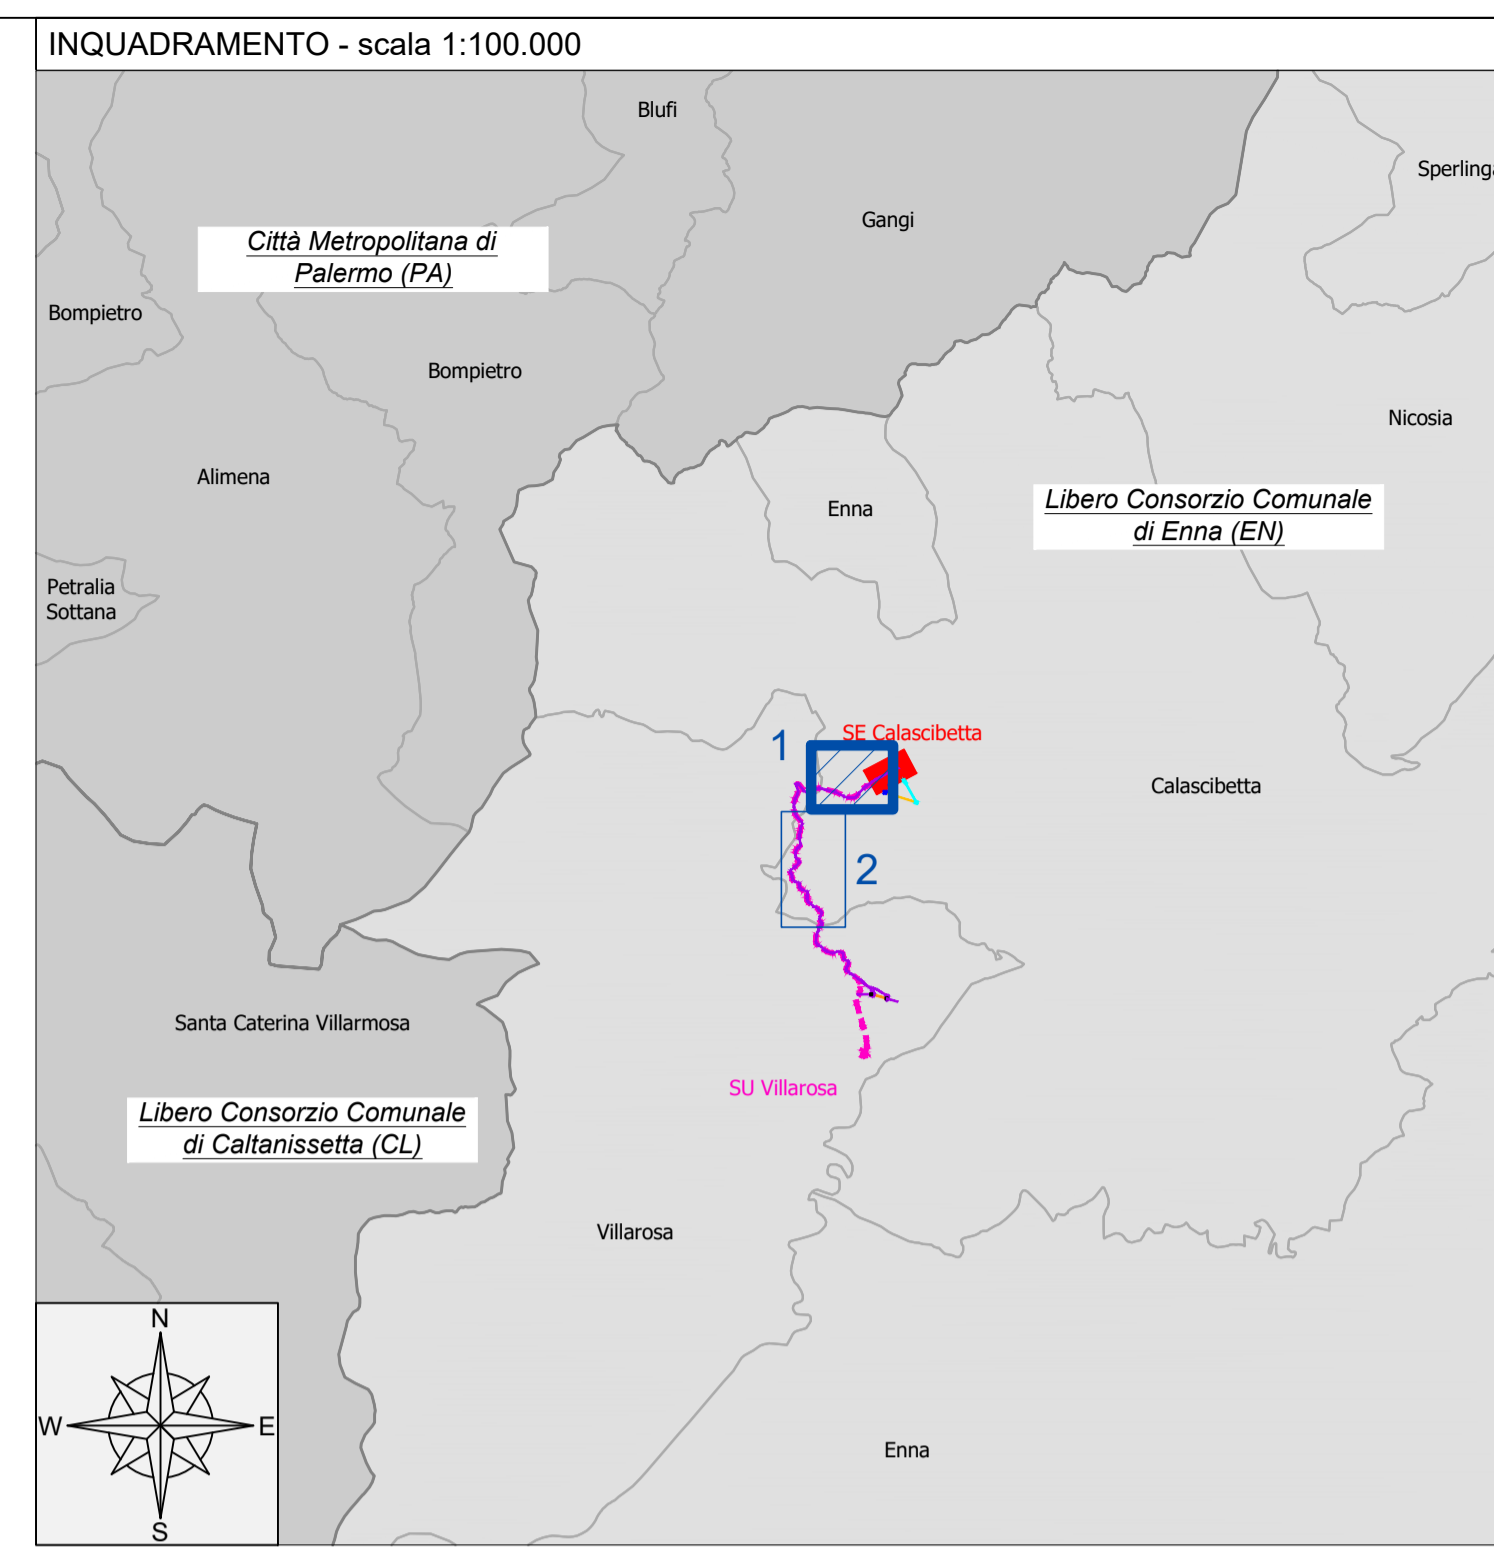 INQUADRAMENTO - scala 1:100.000
Blufi
Sperlinga
Gangi
Città Metropolitana di
Palermo (PA)
Bompietro
Bompietro
Nicosia
Alimena
Libero Consorzio Comunale
di Enna (EN)
Enna
Petralia
Sottana
SE Calascibetta
1
Calascibetta
2
Santa Caterina Villarmosa
SU Villarosa
Libero Consorzio Comunale
di Caltanissetta (CL)
Villarosa
N
W
E
S
Enna